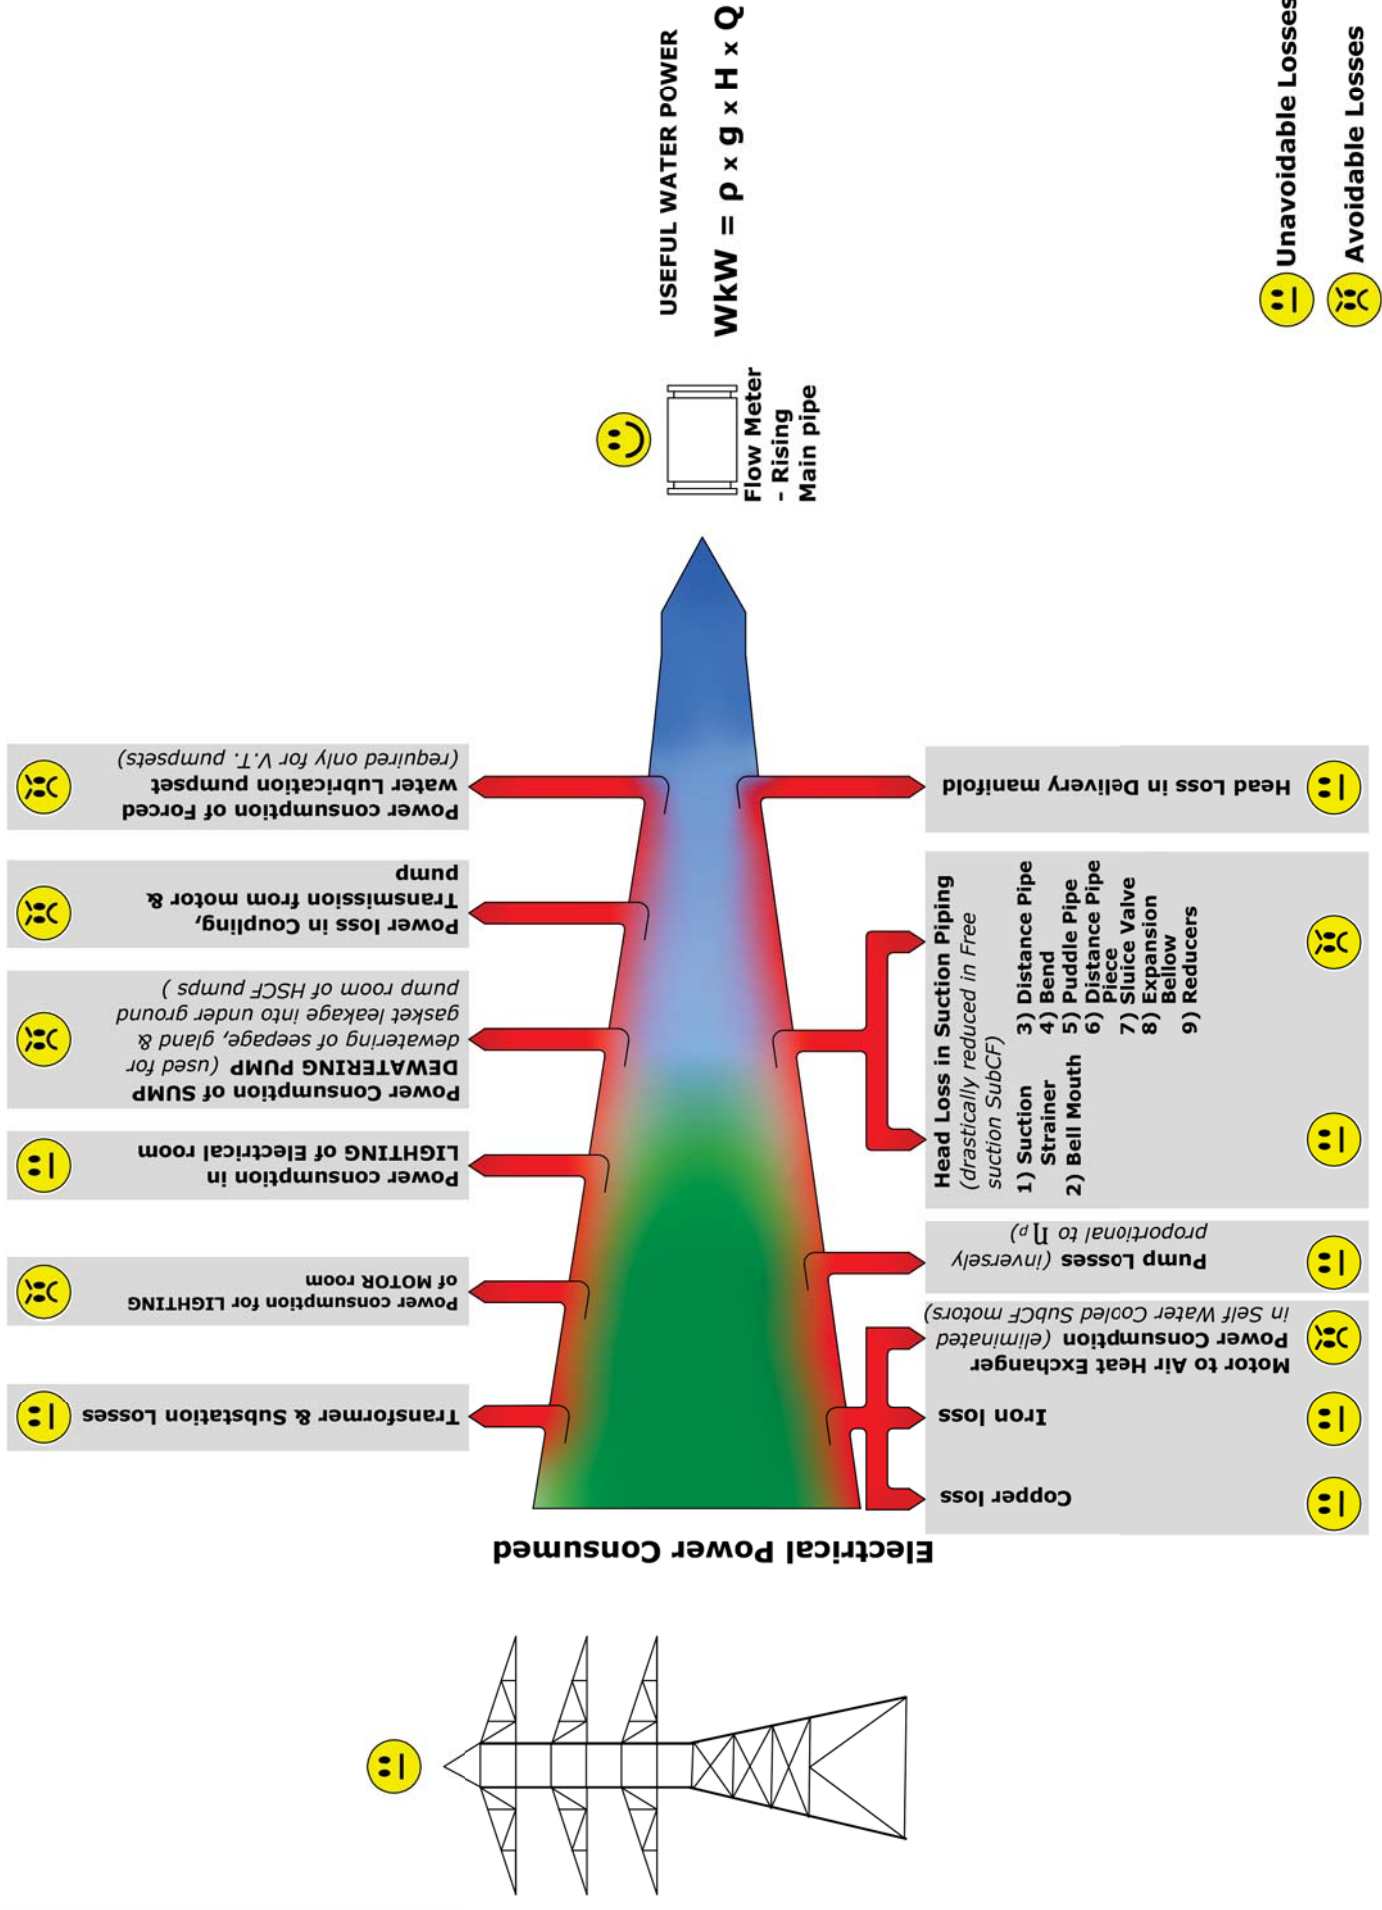 Electrical Power Consumed
Transformer & Substation Losses
Power consumption for LIGHTING
of MOTOR room
Power consumption in
LIGHTING of Electrical room
Power Consumption of SUMP
DEWATERING PUMP (used for
dewatering of seepage, gland &
gasket leakage into under ground
pump room of HSCF pumps )
Power loss in Coupling,
Transmission from motor &
pump
Power consumption of Forced
water Lubrication pumpset
(required only for V.T. pumpsets)
Copper loss
Iron loss
Motor to Air Heat Exchanger
Power Consumption (eliminated
in Self Water Cooled SubCF motors)
Pump Losses (inversely
proportional to η p)
Head Loss in Suction Piping
(drastically reduced in Free
suction SubCF)
1) Suction
Strainer
2) Bell Mouth
3) Distance Pipe
4) Bend
5) Puddle Pipe
6) Distance Pipe
Piece
7) Sluice Valve
8) Expansion
Bellow
9) Reducers
Head Loss in Delivery manifold
Flow Meter
- Rising
Main pipe
USEFUL WATER POWER
WkW = ρ x g x H x Q
Unavoidable Losses
Avoidable Losses